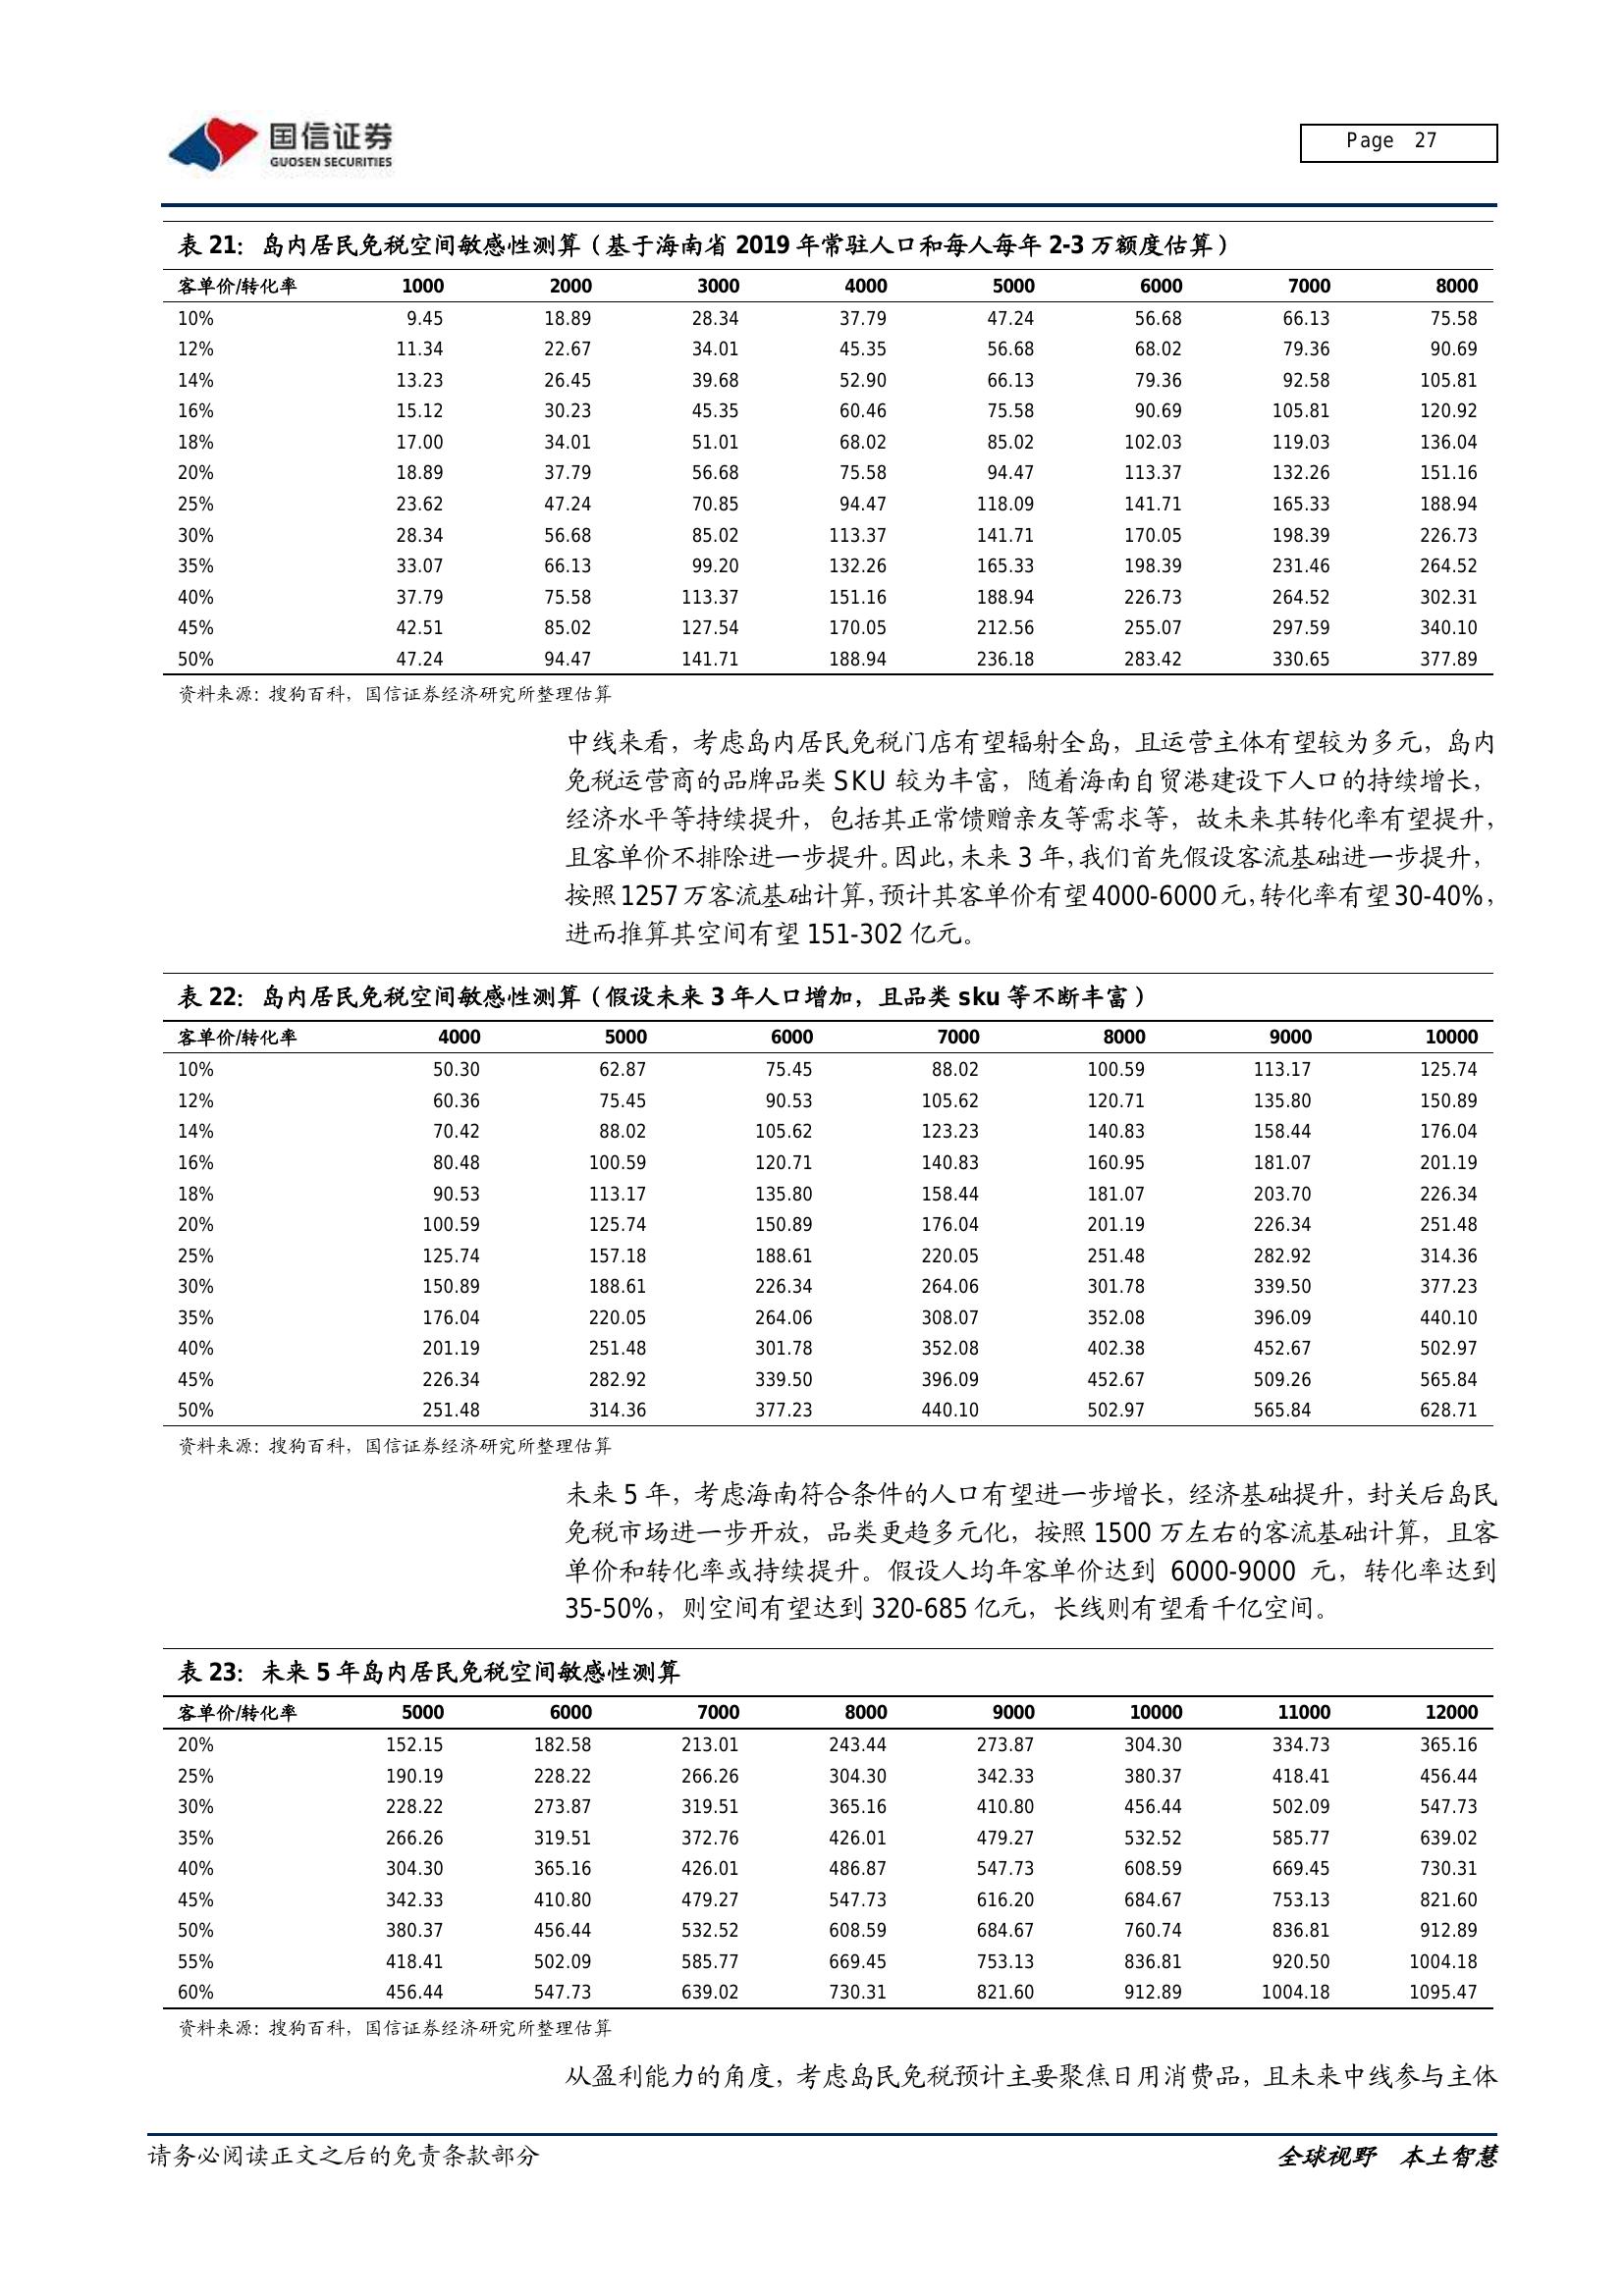 国信证券
GUOSEN SECURITIES
Page 27
表 21：岛内居民免税空间敏感性测算（基于海南省 2019 年常驻人口和每人每年 2-3 万额度估算）
客单价/转化率 1000 2000 3000 4000 5000 6000 7000 8000
10% 9.45 18.89 28.34 37.79 47.24 56.68 66.13 75.58
12% 11.34 22.67 34.01 45.35 56.68 68.02 79.36 90.69
14% 13.23 26.45 39.68 52.90 66.13 79.36 92.58 105.81
16% 15.12 30.23 45.35 60.46 75.58 90.69 105.81 120.92
18% 17.00 34.01 51.01 68.02 85.02 102.03 119.03 136.04
20% 18.89 37.79 56.68 75.58 94.47 113.37 132.26 151.16
25% 23.62 47.24 70.85 94.47 118.09 141.71 165.33 188.94
30% 28.34 56.68 85.02 113.37 141.71 170.05 198.39 226.73
35% 33.07 66.13 99.20 132.26 165.33 198.39 231.46 264.52
40% 37.79 75.58 113.37 151.16 188.94 226.73 264.52 302.31
45% 42.51 85.02 127.54 170.05 212.56 255.07 297.59 340.10
50% 47.24 94.47 141.71 188.94 236.18 283.42 330.65 377.89
资料来源：搜狗百科，国信证券经济研究所整理估算
中线来看，考虑岛内居民免税门店有望辐射全岛，且运营主体有望较为多元，岛内
免税运营商的品牌品类 SKU 较为丰富，随着海南自贸港建设下人口的持续增长，
经济水平等持续提升，包括其正常馈赠亲友等需求等，故未来其转化率有望提升，
且客单价不排除进一步提升。因此，未来 3 年，我们首先假设客流基础进一步提升，
按照 1257 万客流基础计算，预计其客单价有望 4000-6000 元，转化率有望 30-40%，
进而推算其空间有望 151-302 亿元。
表 22：岛内居民免税空间敏感性测算（假设未来 3 年人口增加，且品类 sku 等不断丰富）
客单价/转化率 4000 5000 6000 7000 8000 9000 10000
10% 50.30 62.87 75.45 88.02 100.59 113.17 125.74
12% 60.36 75.45 90.53 105.62 120.71 135.80 150.89
14% 70.42 88.02 105.62 123.23 140.83 158.44 176.04
16% 80.48 100.59 120.71 140.83 160.95 181.07 201.19
18% 90.53 113.17 135.80 158.44 181.07 203.70 226.34
20% 100.59 125.74 150.89 176.04 201.19 226.34 251.48
25% 125.74 157.18 188.61 220.05 251.48 282.92 314.36
30% 150.89 188.61 226.34 264.06 301.78 339.50 377.23
35% 176.04 220.05 264.06 308.07 352.08 396.09 440.10
40% 201.19 251.48 301.78 352.08 402.38 452.67 502.97
45% 226.34 282.92 339.50 396.09 452.67 509.26 565.84
50% 251.48 314.36 377.23 440.10 502.97 565.84 628.71
资料来源：搜狗百科，国信证券经济研究所整理估算
未来 5 年，考虑海南符合条件的人口有望进一步增长，经济基础提升，封关后岛民
免税市场进一步开放，品类更趋多元化，按照 1500 万左右的客流基础计算，且客
单价和转化率或持续提升。假设人均年客单价达到 6000-9000 元，转化率达到
35-50%，则空间有望达到 320-685 亿元，长线则有望看千亿空间。
表 23：未来 5 年岛内居民免税空间敏感性测算
客单价/转化率 5000 6000 7000 8000 9000 10000 11000 12000
20% 152.15 182.58 213.01 243.44 273.87 304.30 334.73 365.16
25% 190.19 228.22 266.26 304.30 342.33 380.37 418.41 456.44
30% 228.22 273.87 319.51 365.16 410.80 456.44 502.09 547.73
35% 266.26 319.51 372.76 426.01 479.27 532.52 585.77 639.02
40% 304.30 365.16 426.01 486.87 547.73 608.59 669.45 730.31
45% 342.33 410.80 479.27 547.73 616.20 684.67 753.13 821.60
50% 380.37 456.44 532.52 608.59 684.67 760.74 836.81 912.89
55% 418.41 502.09 585.77 669.45 753.13 836.81 920.50 1004.18
60% 456.44 547.73 639.02 730.31 821.60 912.89 1004.18 1095.47
资料来源：搜狗百科，国信证券经济研究所整理估算
从盈利能力的角度，考虑岛民免税预计主要聚焦日用消费品，且未来中线参与主体
请务必阅读正文之后的免责条款部分
全球视野 本土智慧